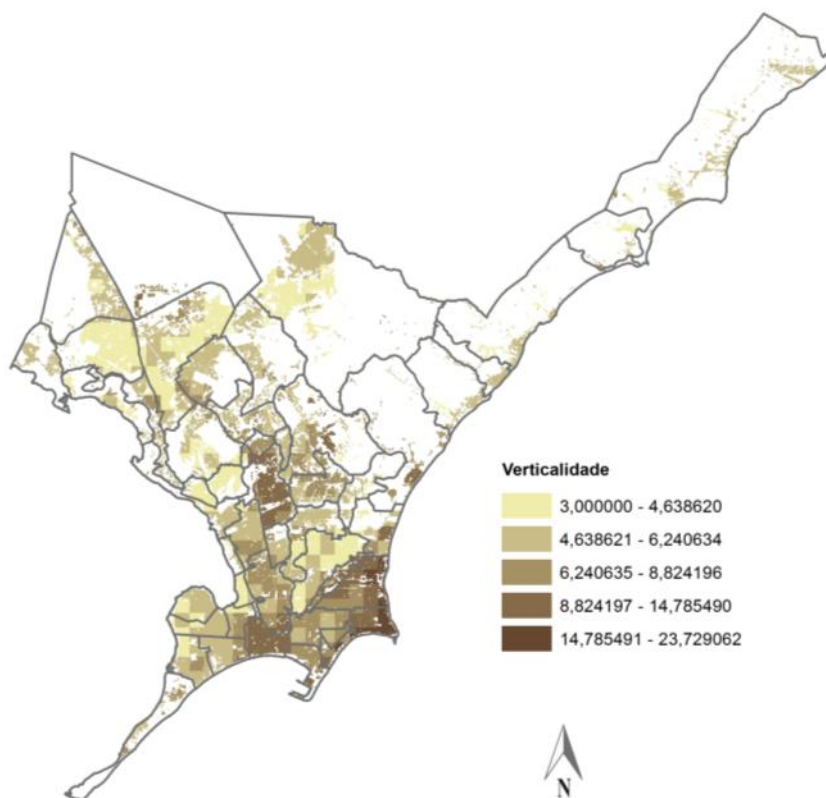 Verticalidade
3,000000 - 4,638620
4,638621 - 6,240634
6,240635 - 8,824196
8,824197 - 14,785490
14,785491 - 23,729062
N